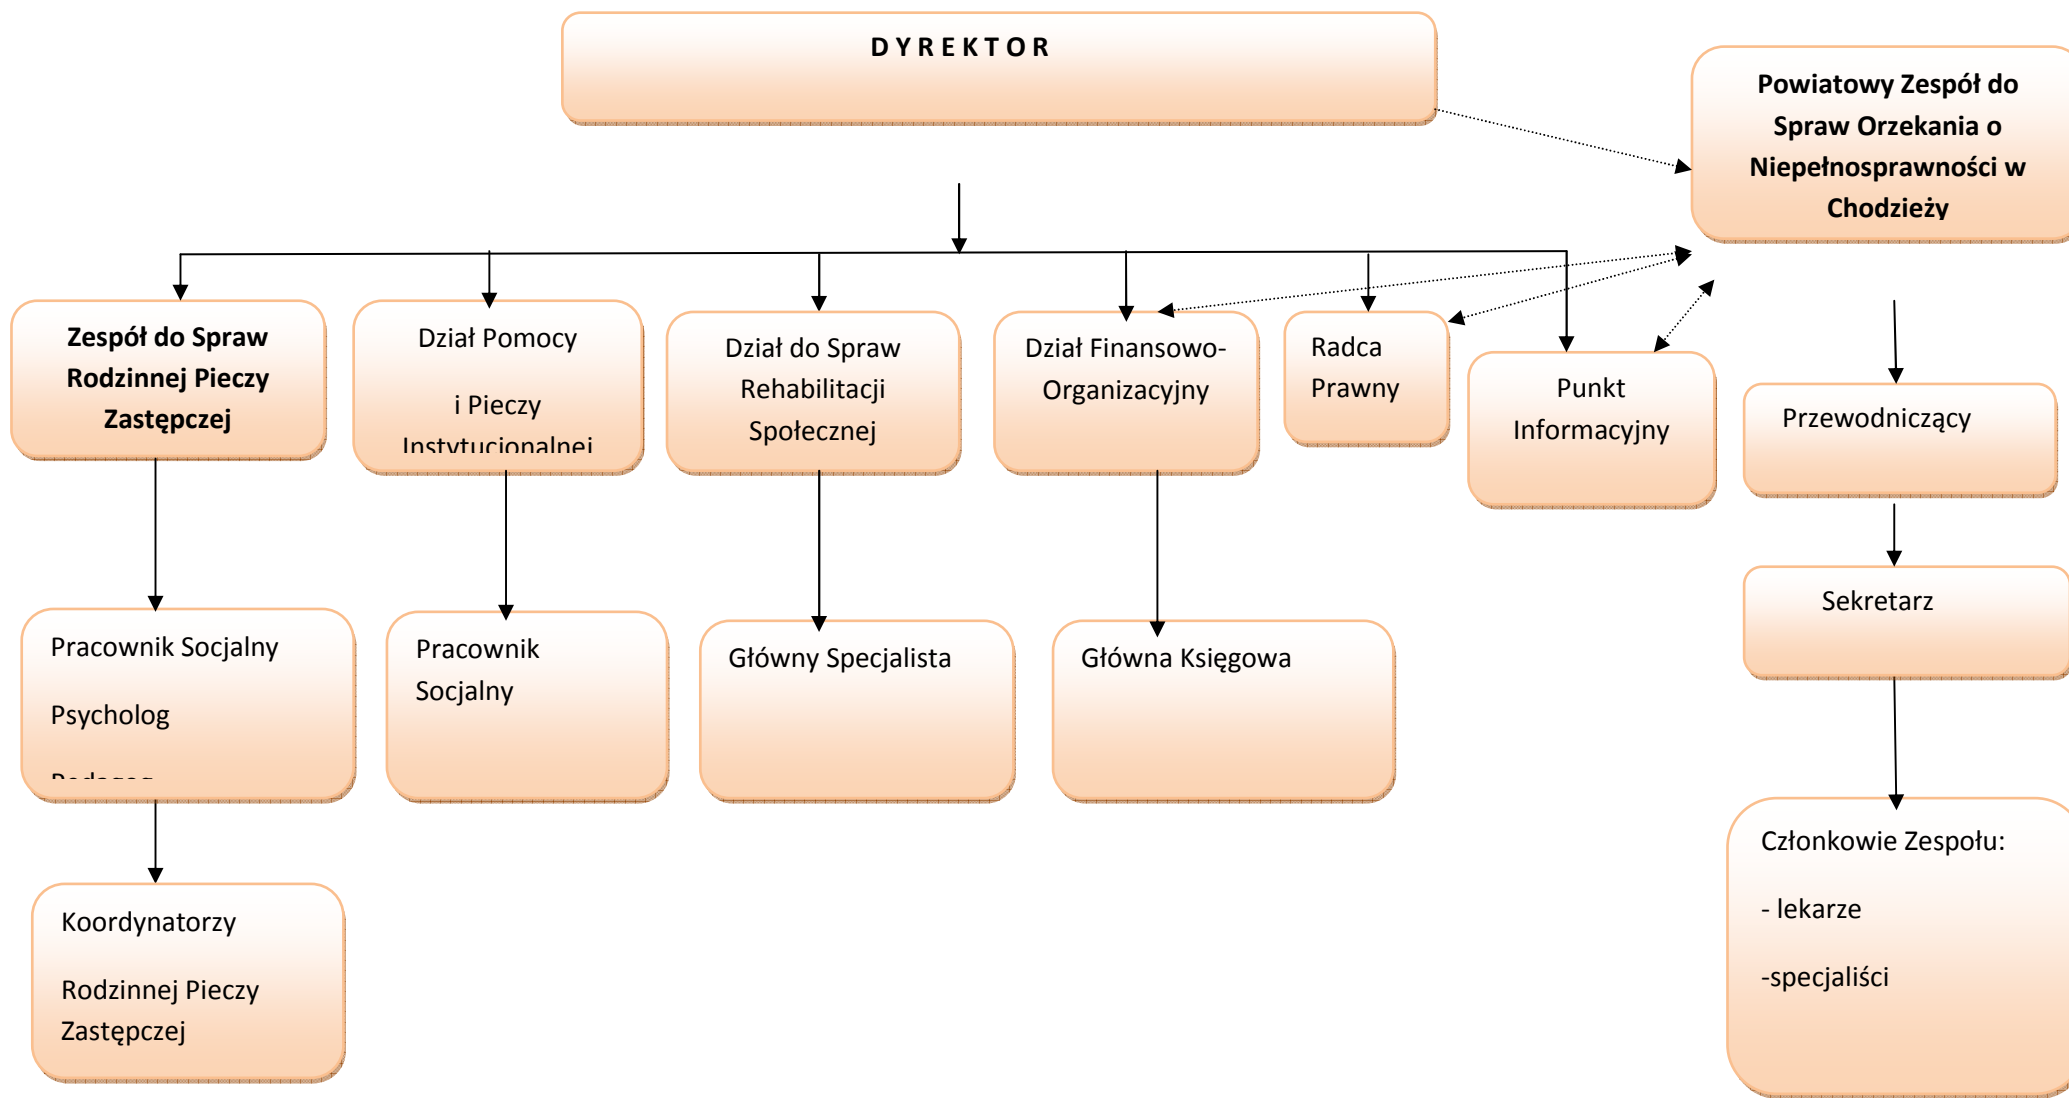 D Y R E K T O R
Powiatowy Zespół do
Spraw Orzekania o
Niepełnosprawności w
Chodzieży
Zespół do Spraw
Rodzinnej Pieczy
Zastępczej
Dział Pomocy
i Pieczy
Instytucjonalnej
Dział do Spraw
Rehabilitacji
Społecznej
Dział Finansowo-
Organizacyjny
Radca
Prawny
Punkt
Informacyjny
Przewodniczący
Sekretarz
Pracownik Socjalny
Psycholog
Pracownik
Socjalny
Główny Specjalista
Główna Księgowa
Koordynatorzy
Rodzinnej Pieczy
Zastępczej
Członkowie Zespołu:
- lekarze
-specjaliści